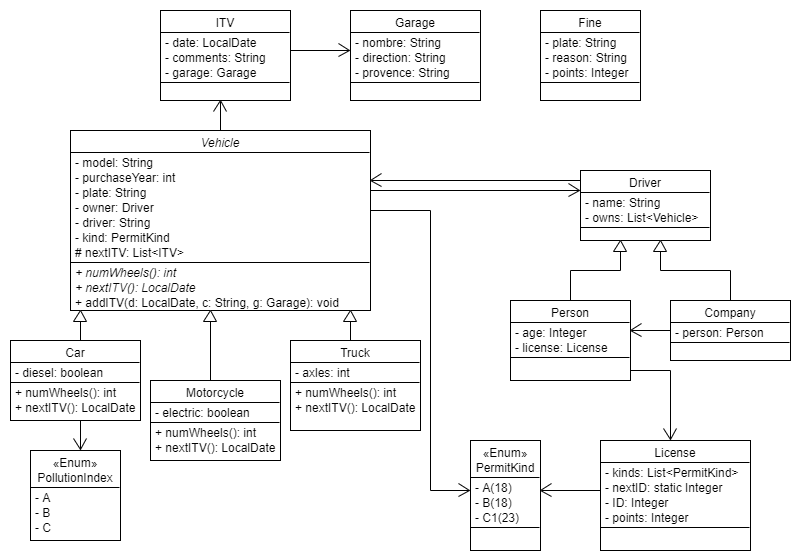 ITV
- date: LocalDate
- comments: String
- garage: Garage
Garage
- nombre: String
- direction: String
- provence: String
Fine
- plate: String
- reason: String
- points: Integer
Vehicle
- model: String
- purchaseYear: int
- plate: String
- owner: Driver
- driver: String
- kind: PermitKind
# nextITV: List<ITV>
+ numWheels(): int
+ nextITV(): LocalDate
+ addITV(d: LocalDate, c: String, g: Garage): void
Driver
- name: String
- owns: List<Vehicle>
Person
- age: Integer
- license: License
Company
- person: Person
Car
- diesel: boolean
+ numWheels(): int
+ nextITV(): LocalDate
Motorcycle
- electric: boolean
+ numWheels(): int
+ nextITV(): LocalDate
Truck
- axles: int
+ numWheels(): int
+ nextITV(): LocalDate
«Enum»
PollutionIndex
- A
- B
- C
«Enum»
PermitKind
- A(18)
- B(18)
- C1(23)
License
- kinds: List<PermitKind>
- nextID: static Integer
- ID: Integer
- points: Integer